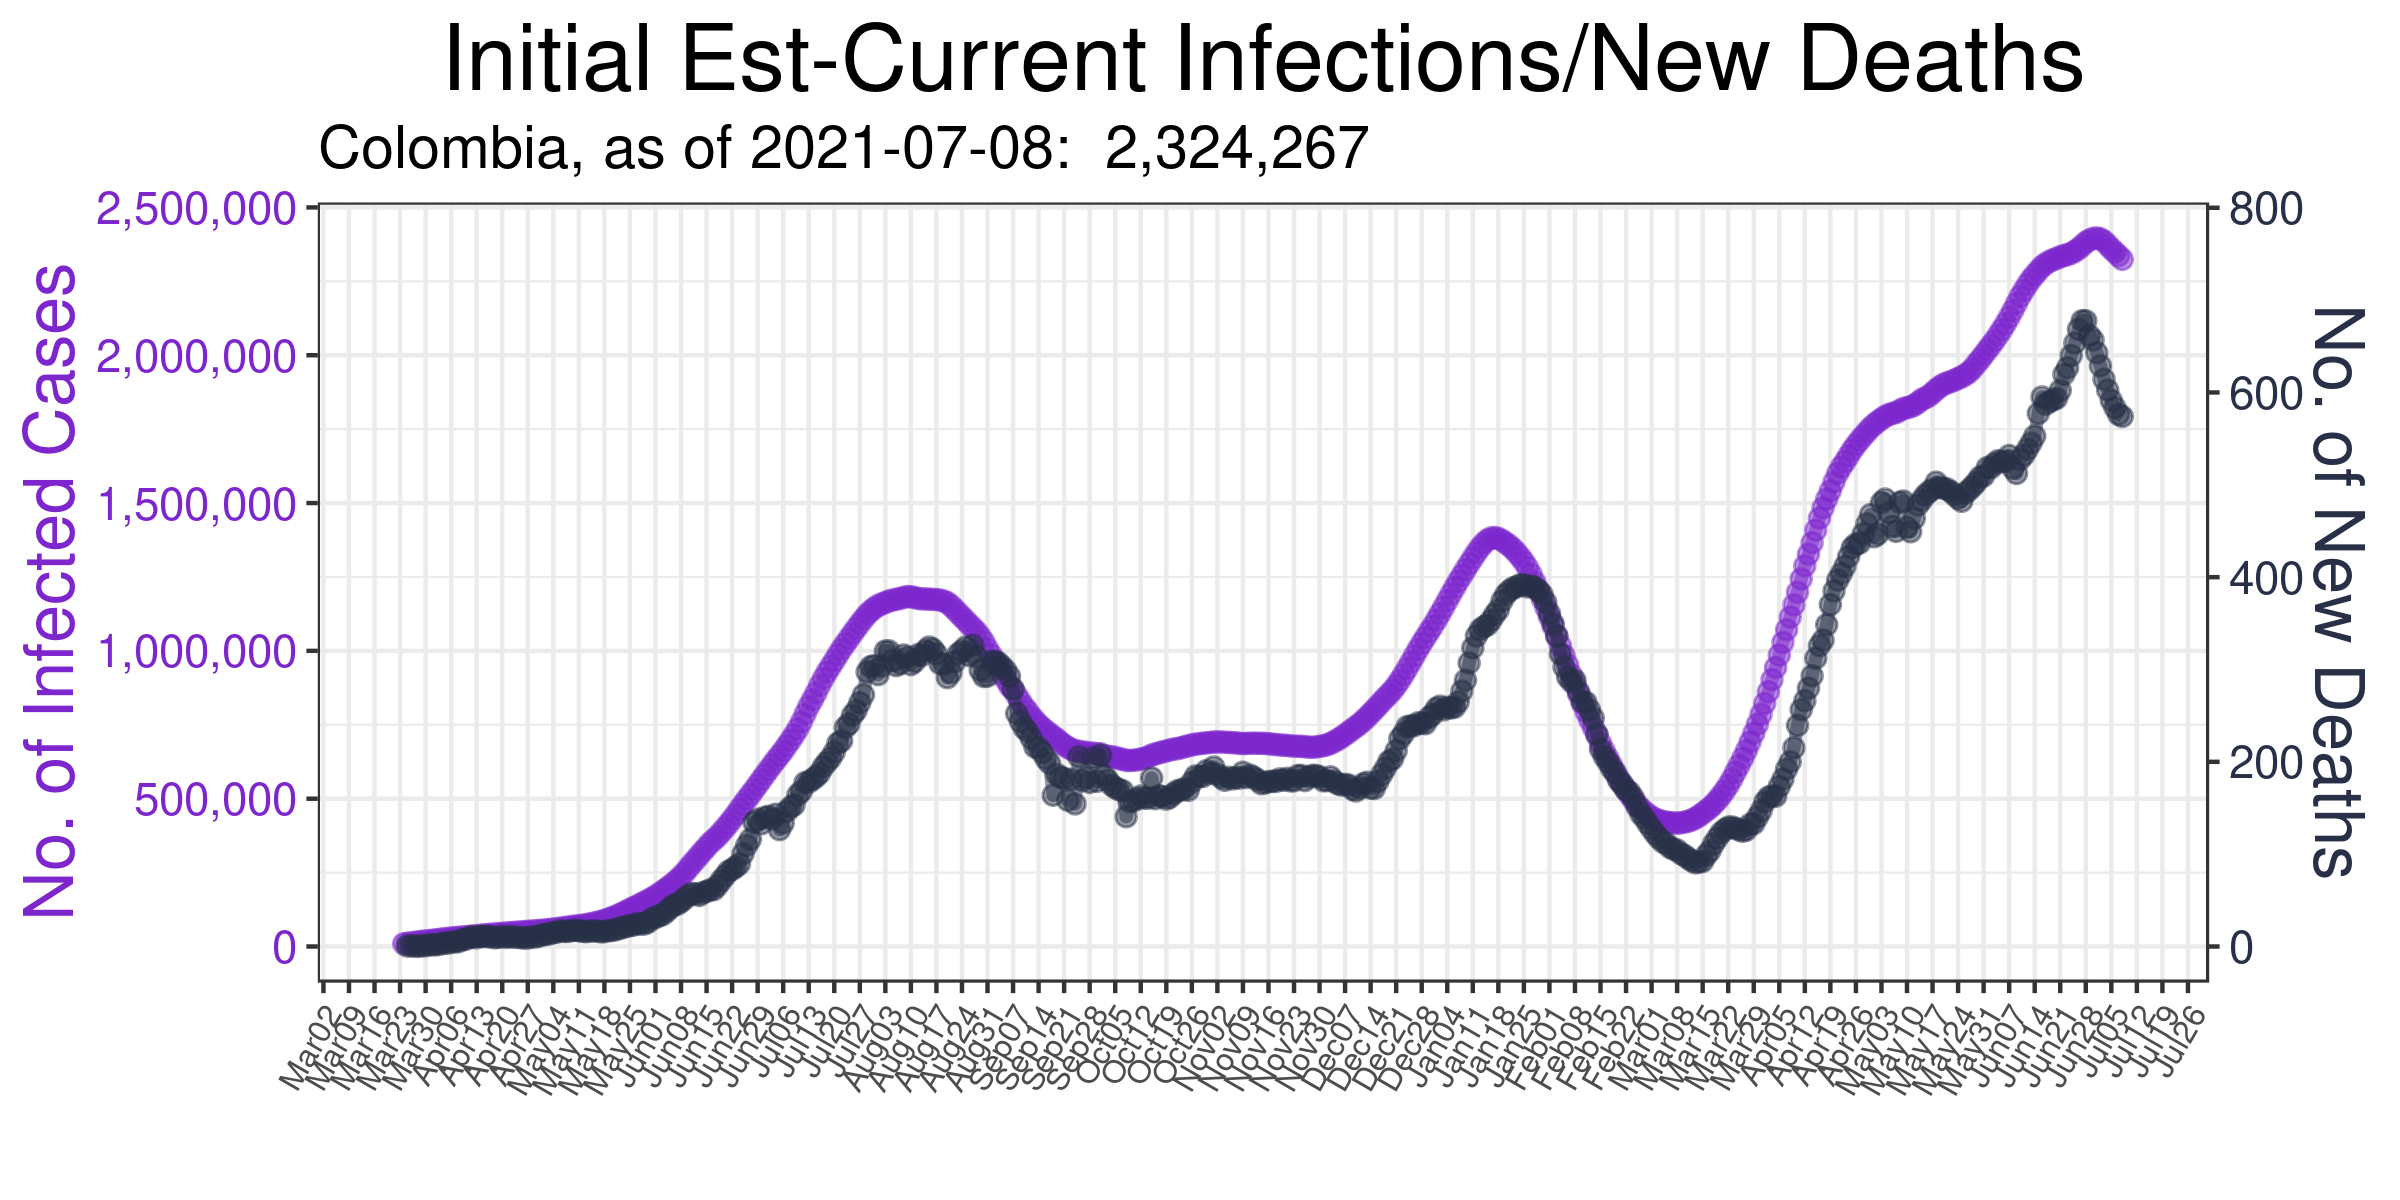 Initial Est-Current Infections/New Deaths
Colombia, as of 2021-07-08:  2,324,267
No. of Infected Cases
2,500,000
2,000,000
1,500,000
1,000,000
500,000
0
800
600
400
200
0
No. of New Deaths
Mar02
Mar09
Mar16
Mar23
Mar30
Apr06
Apr13
Apr20
Apr27
May04
May11
May18
May25
Jun01
Jun08
Jun15
Jun22
Jun29
Jul06
Jul13
Jul20
Jul27
Aug03
Aug10
Aug17
Aug24
Aug31
Sep07
Sep14
Sep21
Sep28
Oct05
Oct12
Oct19
Oct26
Nov02
Nov09
Nov16
Nov23
Nov30
Dec07
Dec14
Dec21
Dec28
Jan04
Jan11
Jan18
Jan25
Feb01
Feb08
Feb15
Feb22
Mar01
Mar08
Mar15
Mar22
Mar29
Apr05
Apr12
Apr19
Apr26
May03
May10
May17
May24
May31
Jun07
Jun14
Jun21
Jun28
Jul05
Jul12
Jul19
Jul26